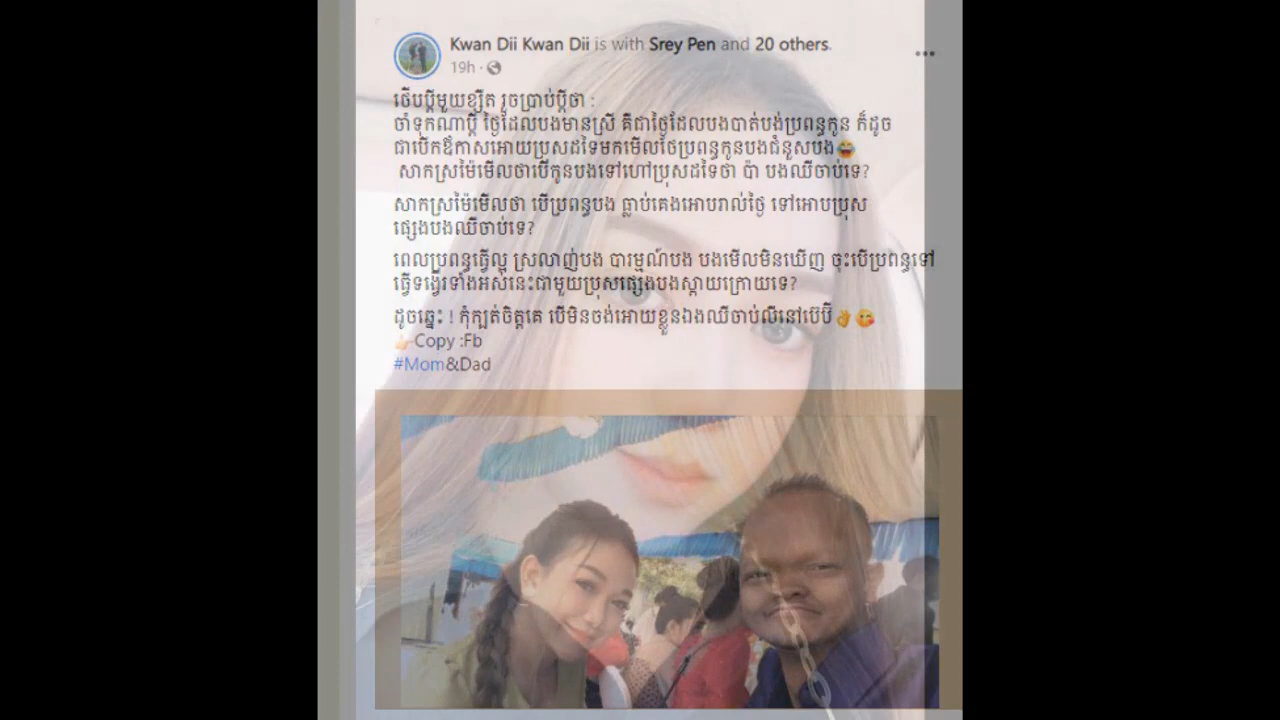 Kwan Dii Kwan Dii is with Srey Pen and 20 others.
19h
ថើបប្ដីមួយខ្សឺត រួចប្រាប់ប្ដីថា :
ចាំទុកណាប្ដី ថ្ងៃដែលបងមានស្រី គឺជាថ្ងៃដែលបងបាត់បង់ប្រពន្ធកូន ក៏ដូច
ជាបើកឪកាសអោយប្រុសដទៃមកមើលថែប្រពន្ធកូនបងជំនួសបង😂
សាកស្រម៉ៃមើលថាបើកូនបងទៅហៅប្រុសដទៃថា ប៉ា បងឈឺចាប់ទេ?
សាកស្រម៉ៃមើលថា បើប្រពន្ធបង ធ្លាប់គេងអោបរាល់ថ្ងៃ ទៅអោបប្រុស
ផ្សេងបងឈឺចាប់ទេ?
ពេលប្រពន្ធធ្វើល្អ ស្រលាញ់បង បារម្មណ៍បង បងមើលមិនឃើញ ចុះបើប្រពន្ធទៅ
ធ្វើទង្វើរទាំងអស់នេះជាមួយប្រុសផ្សេងបងស្ដាយក្រោយទេ?
ដូចឆ្នេះ ! កុំក្បត់ចិត្តគេ បើមិនចង់អោយខ្លួនឯងឈឺចាប់លឺនៅប៊េប៊ី👌😘
👉Copy :Fb
#Mom&Dad